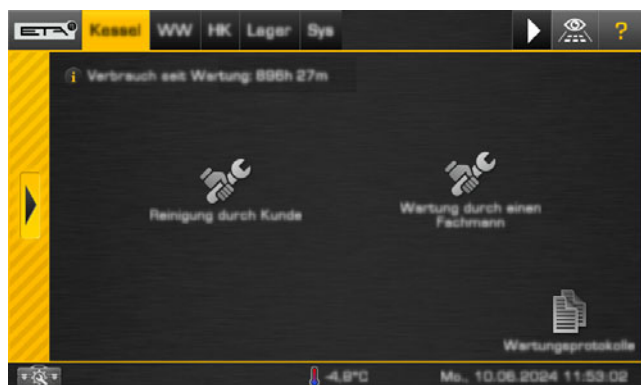 ETA Kessel WW HK Lager Sys ?
Verbrauch seit Wartung: 896h 27m
Reinigung durch Kunde
Wartung durch einen
Fachmann
Wartungsprotokolle
-4,8°C Mo., 10.06.2024 11:53:02